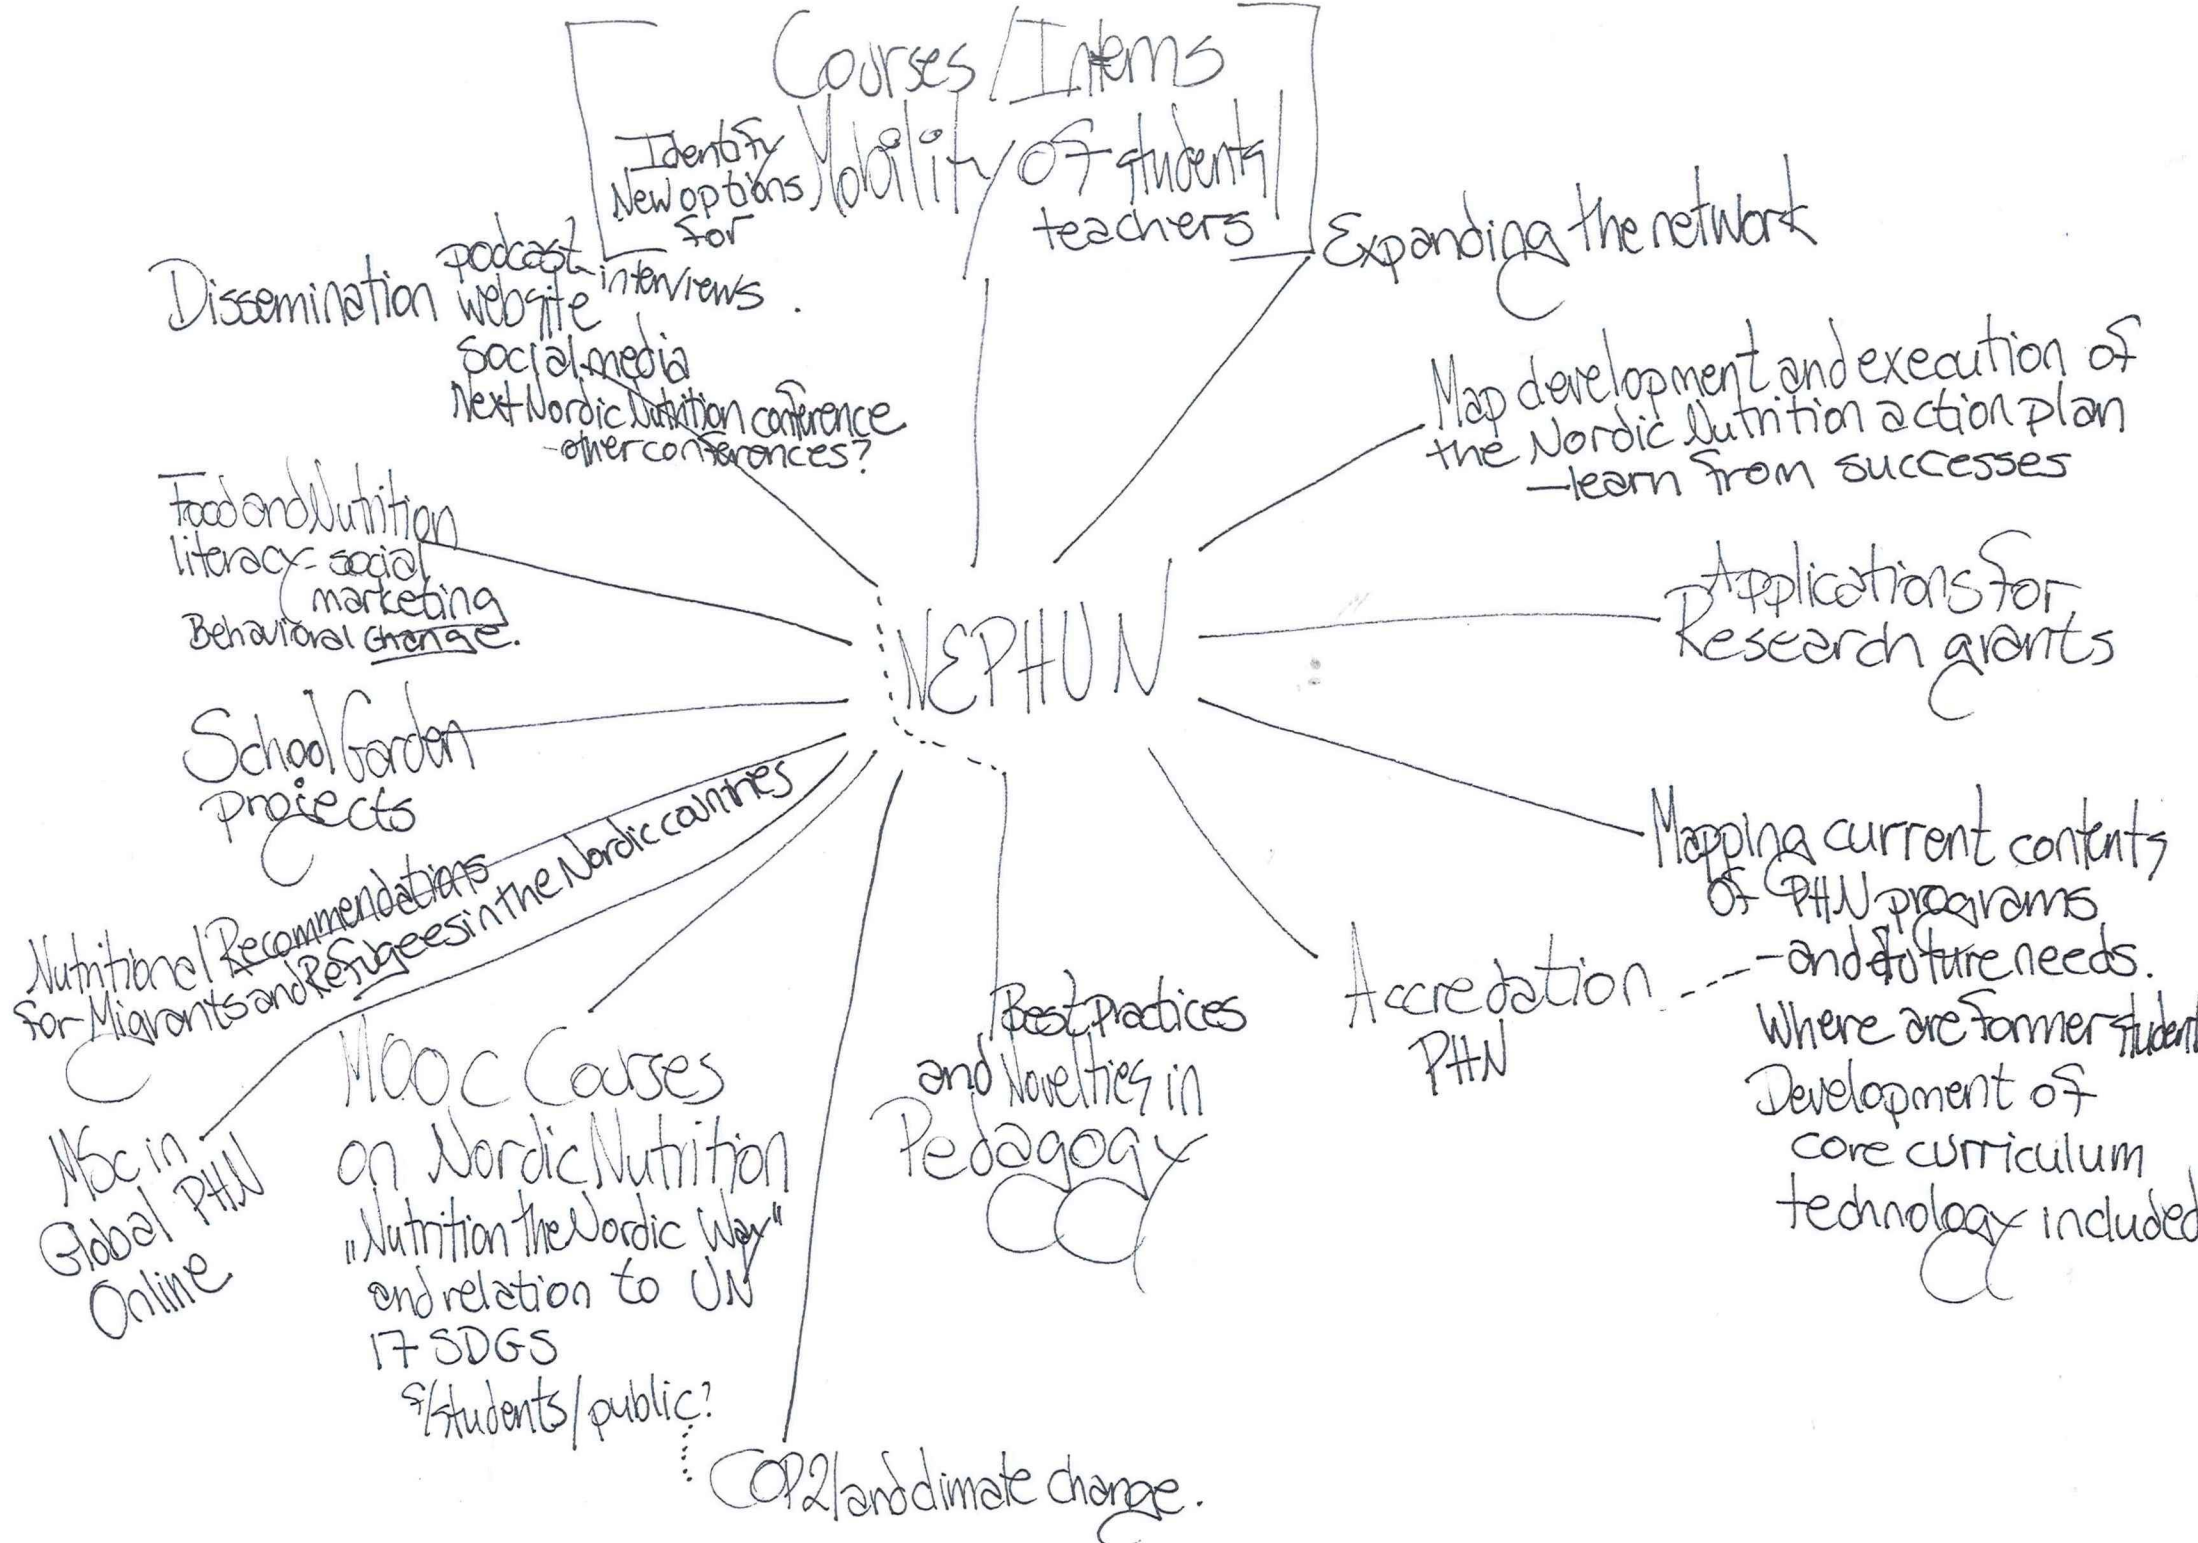 Courses/Interns
Identify
New options
for
Mobility of students/
teachers
Expanding the network
Dissemination
podcast
website
interviews.
Social media
Next Nordic Nutrition conference
-other conferences?
Map development and execution of
the Nordic Nutrition action plan
-learn from successes
Food and Nutrition
literacy - social
marketing
Behavioral change.
Applications for
Research grants
NEPHUN
School Garden
projects
Mapping current contents
of PHN programs
-and future needs.
Where are former student
Development of
core curriculum
technology included
Accredation
PHN
Nutritional Recommendations
for Migrants and Refugees in the Nordic countries
Best practices
and Novelties in
Pedagogy
MSc in
Global PHN
Online
MOOC Courses
on Nordic Nutrition
„Nutrition the Nordic Way"
and relation to UN
17 SDGS
f/students/public?
COP21 and climate change.